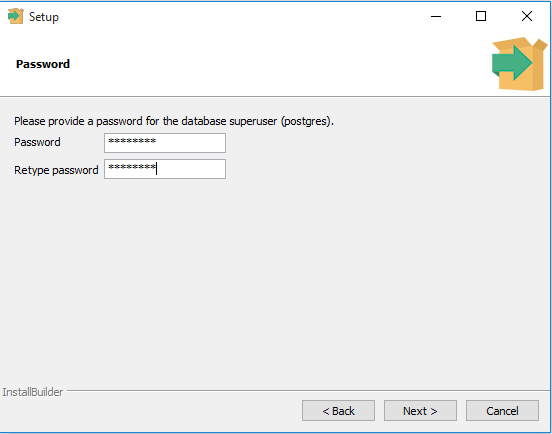 Setup
Password
Please provide a password for the database superuser (postgres).
Password ********
Retype password ********
InstallBuilder
< Back Next > Cancel